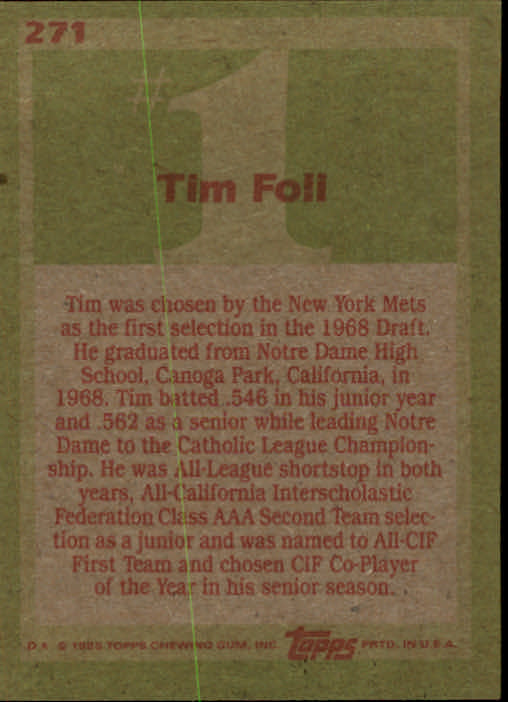 271
#1
Tim Foli
Tim was chosen by the New York Mets
as the first selection in the 1968 Draft.
He graduated from Notre Dame High
School, Canoga Park, California, in
1968. Tim batted .546 in his junior year
and .562 as a senior while leading Notre
Dame to the Catholic League Champion-
ship. He was All-League shortstop in both
years, All-California Interscholastic
Federation Class AAA Second Team selec-
tion as a junior and was named to All-CIF
First Team and chosen CIF Co-Player
of the Year in his senior season.
© 1985 TOPPS CHEWING GUM, INC. Topps PRTD. IN U.S.A.